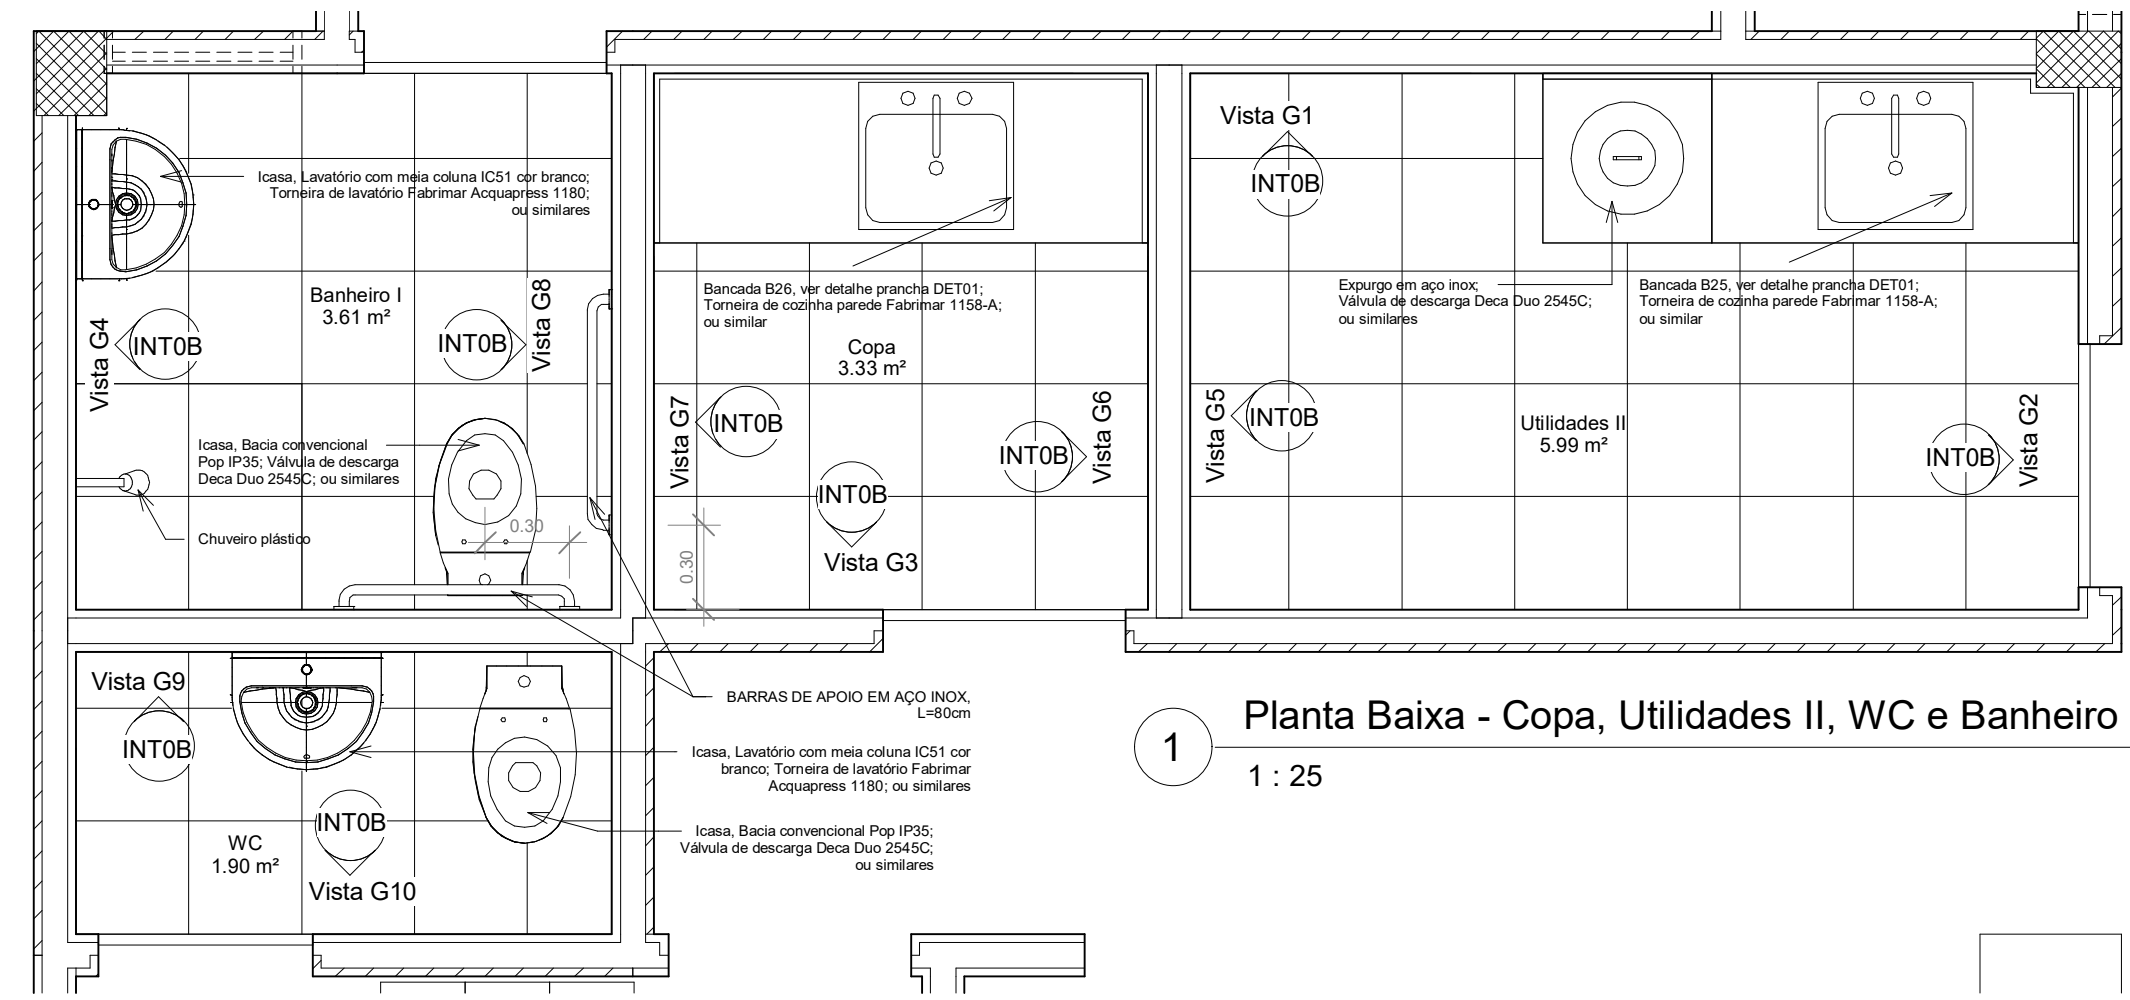 Icasa, Lavatório com meia coluna IC51 cor branco;
Torneira de lavatório Fabrimar Acquapress 1180;
ou similares
Banheiro I
3.61 m²
Vista G4
INT0B
INT0B
Vista G8
Icasa, Bacia convencional
Pop IP35; Válvula de descarga
Deca Duo 2545C; ou similares
Chuveiro plástico
0.30
Bancada B26, ver detalhe prancha DET01;
Torneira de cozinha parede Fabrimar 1158-A;
ou similar
Copa
3.33 m²
Vista G7
INT0B
INT0B
Vista G6
INT0B
Vista G3
0.30
Vista G1
INT0B
Expurgo em aço inox;
Válvula de descarga Deca Duo 2545C;
ou similares
Bancada B25, ver detalhe prancha DET01;
Torneira de cozinha parede Fabrimar 1158-A;
ou similar
Vista G5
INT0B
Utilidades II
5.99 m²
INT0B
Vista G2
Vista G9
INT0B
WC
1.90 m²
INT0B
Vista G10
BARRAS DE APOIO EM AÇO INOX,
L=80cm
Icasa, Lavatório com meia coluna IC51 cor
branco; Torneira de lavatório Fabrimar
Acquapress 1180; ou similares
Icasa, Bacia convencional Pop IP35;
Válvula de descarga Deca Duo 2545C;
ou similares
1
Planta Baixa - Copa, Utilidades II, WC e Banheiro
1 : 25